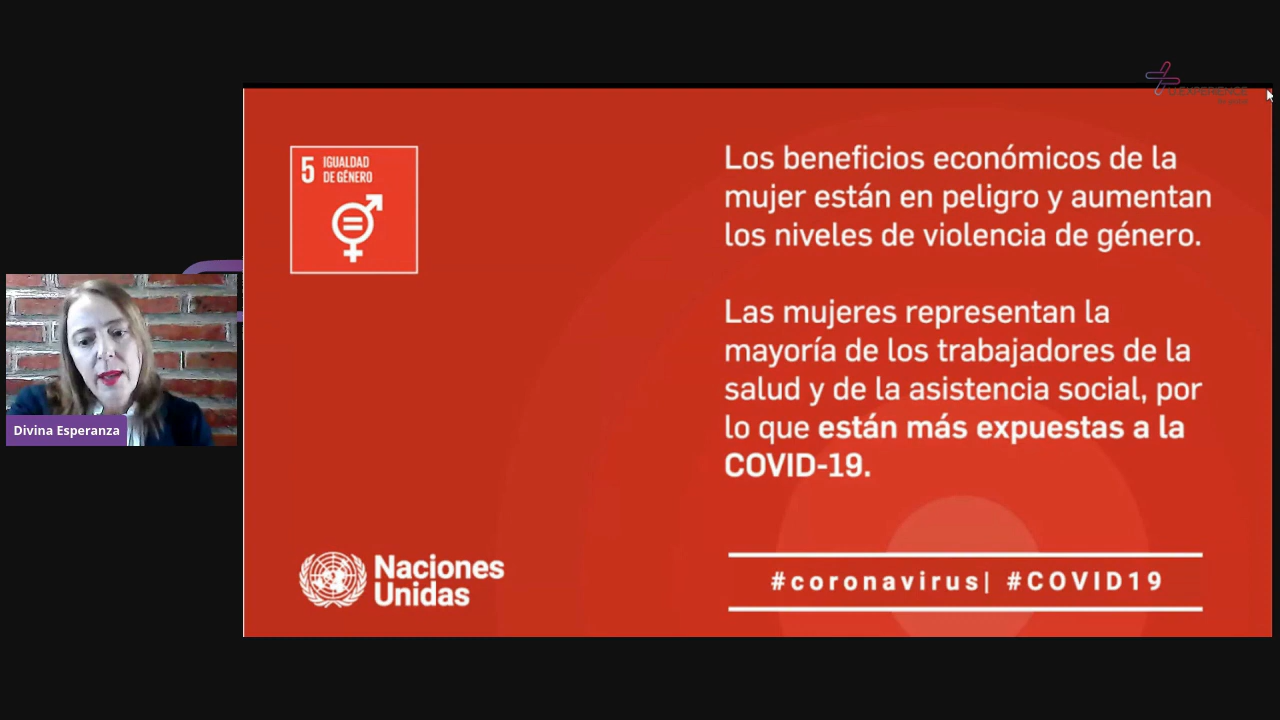 5 IGUALDAD
DE GÉNERO
Los beneficios económicos de la
mujer están en peligro y aumentan
los niveles de violencia de género.
Las mujeres representan la
mayoría de los trabajadores de la
salud y de la asistencia social, por
lo que están más expuestas a la
COVID-19.
Divina Esperanza
Naciones
Unidas
#coronavirus| #COVID19